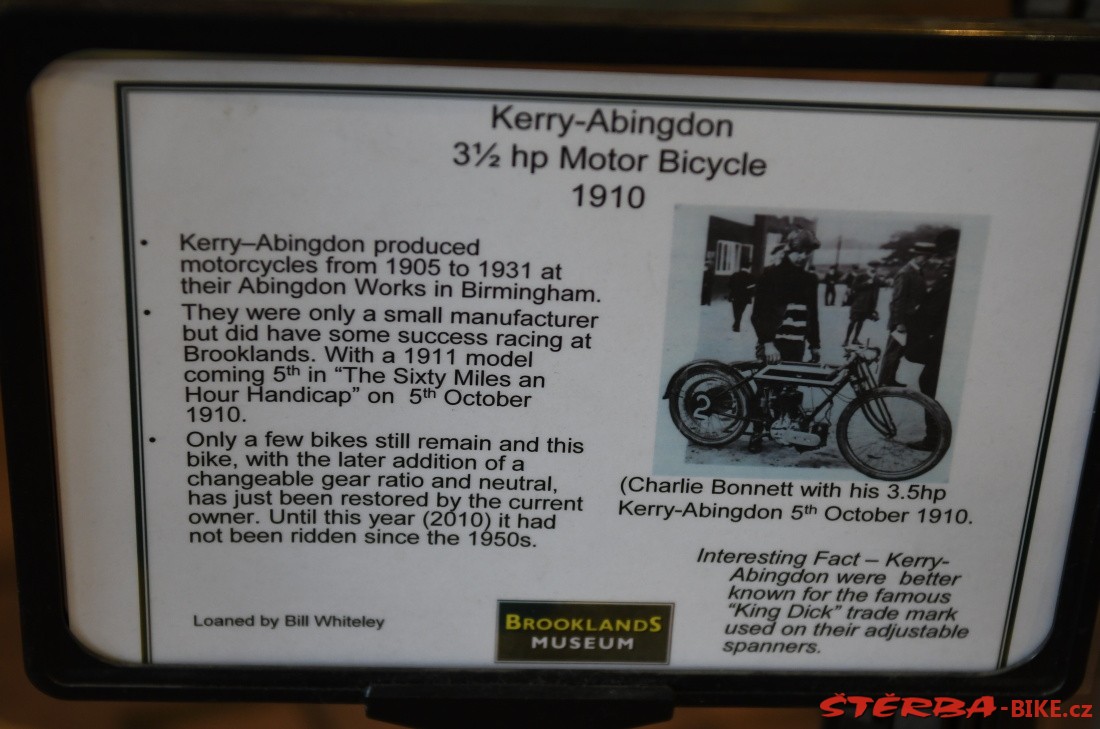 Kerry-Abingdon
3½ hp Motor Bicycle
1910
• Kerry–Abingdon produced
motorcycles from 1905 to 1931 at
their Abingdon Works in Birmingham.
• They were only a small manufacturer
but did have some success racing at
Brooklands. With a 1911 model
coming 5th in “The Sixty Miles an
Hour Handicap” on 5th October
1910.
• Only a few bikes still remain and this
bike, with the later addition of a
changeable gear ratio and neutral,
has just been restored by the current
owner. Until this year (2010) it had
not been ridden since the 1950s.
Loaned by Bill Whiteley
2
(Charlie Bonnett with his 3.5hp
Kerry-Abingdon 5th October 1910.
Interesting Fact – Kerry-
Abingdon were better
known for the famous
“King Dick” trade mark
used on their adjustable
spanners.
BROOKLANDS
MUSEUM
ŠTĚRBA-BIKE.cz